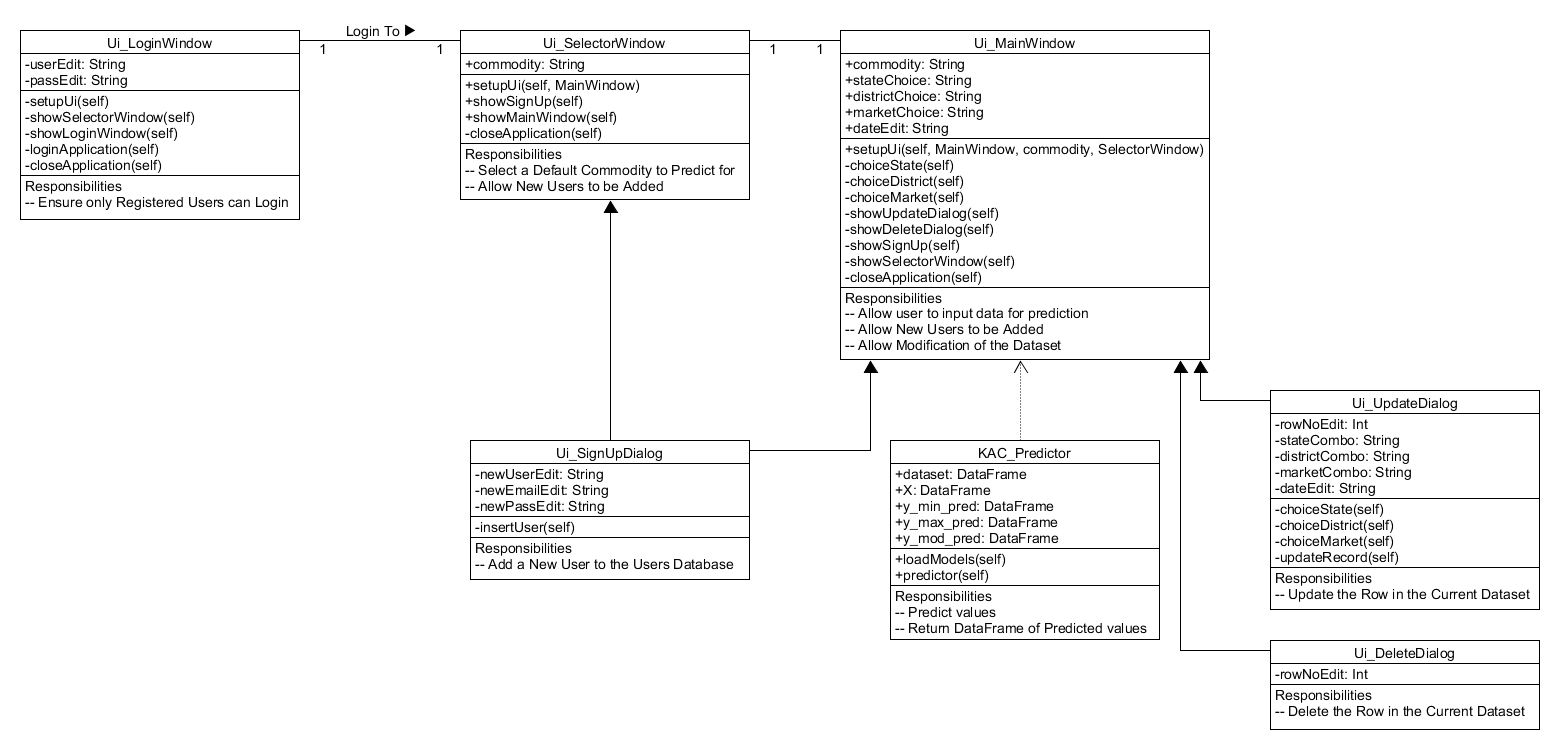 Login To ▶
1
1
1
1
Ui_LoginWindow
-userEdit: String
-passEdit: String
-setupUi(self)
-showSelectorWindow(self)
-showLoginWindow(self)
-loginApplication(self)
-closeApplication(self)
Responsibilities
-- Ensure only Registered Users can Login
Ui_SelectorWindow
+commodity: String
+setupUi(self, MainWindow)
+showSignUp(self)
+showMainWindow(self)
-closeApplication(self)
Responsibilities
-- Select a Default Commodity to Predict for
-- Allow New Users to be Added
Ui_MainWindow
+commodity: String
+stateChoice: String
+districtChoice: String
+marketChoice: String
+dateEdit: String
+setupUi(self, MainWindow, commodity, SelectorWindow)
-choiceState(self)
-choiceDistrict(self)
-choiceMarket(self)
-showUpdateDialog(self)
-showDeleteDialog(self)
-showSignUp(self)
-showSelectorWindow(self)
-closeApplication(self)
Responsibilities
-- Allow user to input data for prediction
-- Allow New Users to be Added
-- Allow Modification of the Dataset
Ui_SignUpDialog
-newUserEdit: String
-newEmailEdit: String
-newPassEdit: String
-insertUser(self)
Responsibilities
-- Add a New User to the Users Database
KAC_Predictor
+dataset: DataFrame
+X: DataFrame
+y_min_pred: DataFrame
+y_max_pred: DataFrame
+y_mod_pred: DataFrame
+loadModels(self)
+predictor(self)
Responsibilities
-- Predict values
-- Return DataFrame of Predicted values
Ui_UpdateDialog
-rowNoEdit: Int
-stateCombo: String
-districtCombo: String
-marketCombo: String
-dateEdit: String
-choiceState(self)
-choiceDistrict(self)
-choiceMarket(self)
-updateRecord(self)
Responsibilities
-- Update the Row in the Current Dataset
Ui_DeleteDialog
-rowNoEdit: Int
Responsibilities
-- Delete the Row in the Current Dataset